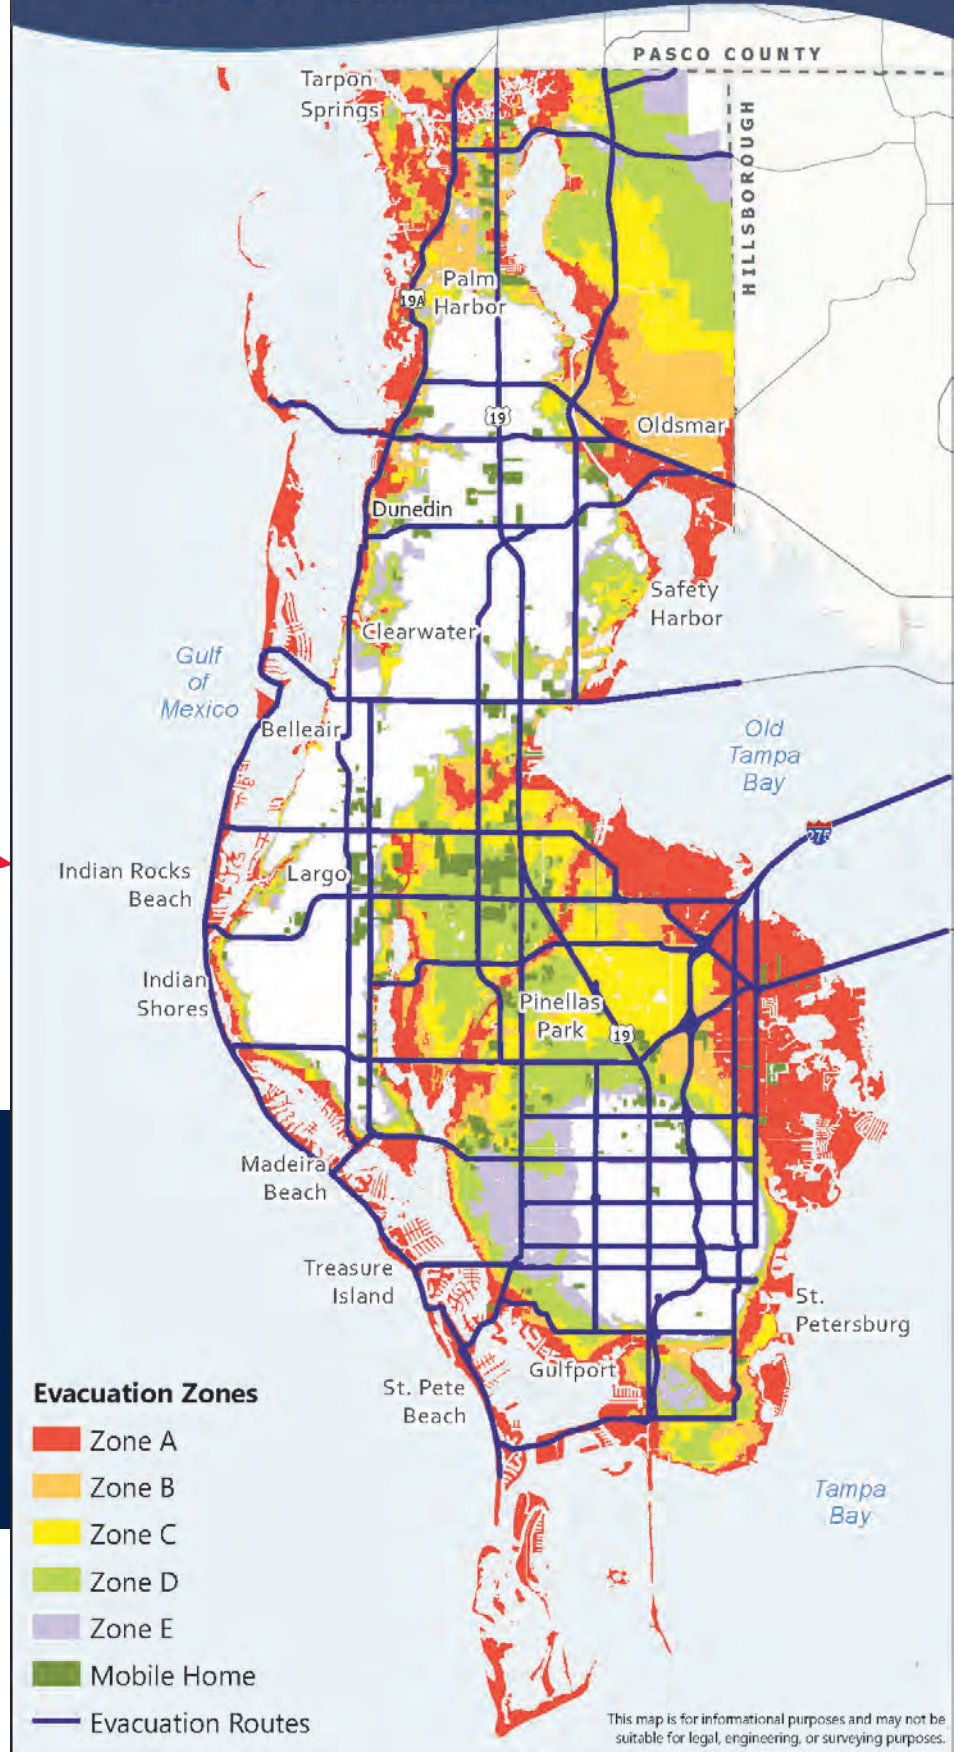 PASCO COUNTY
Tarpon
Springs
HILLSBOROUGH
Palm
Harbor
19A
19
Oldsmar
Dunedin
Safety
Harbor
Clearwater
Gulf
of
Mexico
Belleair
Old
Tampa
Bay
275
Indian Rocks
Beach
Largo
Indian
Shores
Pinellas
Park
19
Madeira
Beach
Treasure
Island
St.
Petersburg
Gulfport
St. Pete
Beach
Tampa
Bay
Evacuation Zones
Zone A
Zone B
Zone C
Zone D
Zone E
Mobile Home
Evacuation Routes
This map is for informational purposes and may not be
suitable for legal, engineering, or surveying purposes.